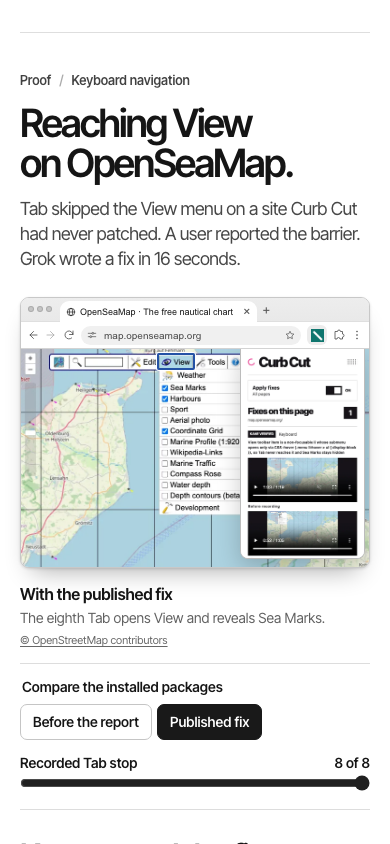 Proof / Keyboard navigation
Reaching View
on OpenSeaMap.
Tab skipped the View menu on a site Curb Cut
had never patched. A user reported the barrier.
Grok wrote a fix in 16 seconds.
OpenSeaMap · The free nautical chart
map.openseamap.org
Edit
View
Tools
Weather
Sea Marks
Harbours
Sport
Aerial photo
Coordinate Grid
Marine Profile (1:920
Wikipedia-Links
Marine Traffic
Compass Rose
Water depth
Depth contours (beta
Development
Curb Cut
Apply fixes
on
Fixes on this page
1
Keyboard
Before recording
With the published fix
The eighth Tab opens View and reveals Sea Marks.
© OpenStreetMap contributors
Compare the installed packages
Before the report
Published fix
Recorded Tab stop
8 of 8